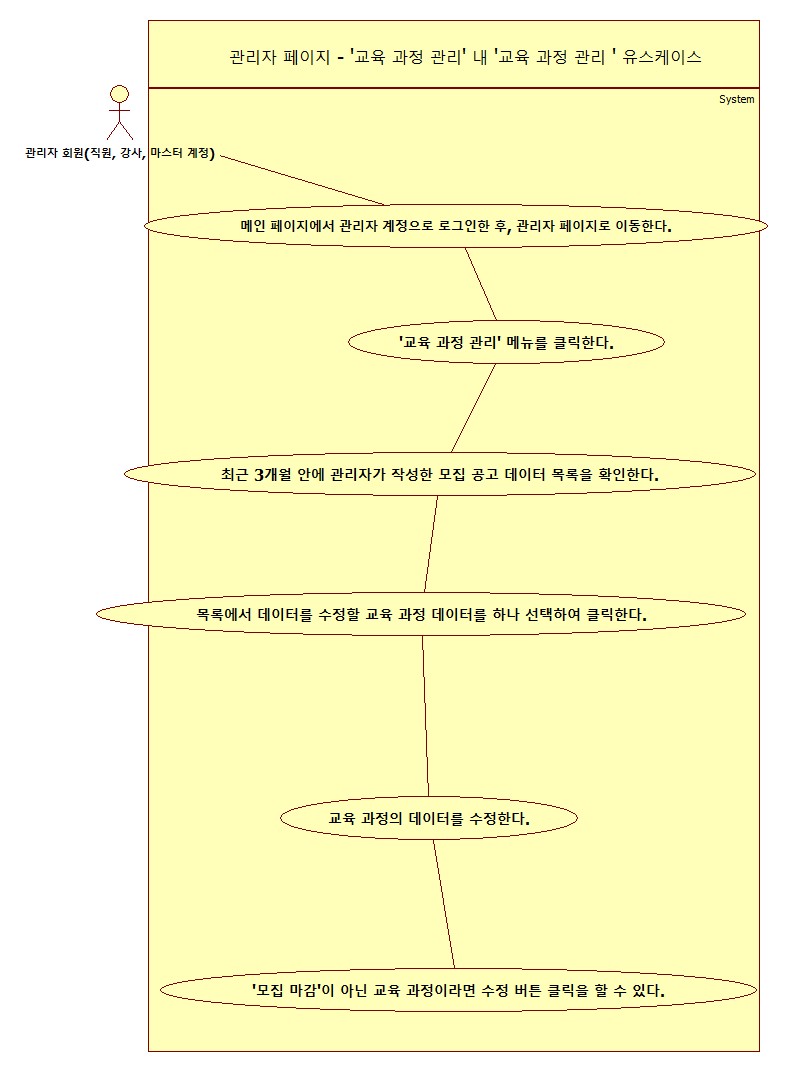 관리자 페이지 - '교육 과정 관리' 내 '교육 과정 관리 ' 유스케이스
System
관리자 회원(직원, 강사, 마스터 계정)
메인 페이지에서 관리자 계정으로 로그인한 후, 관리자 페이지로 이동한다.
'교육 과정 관리' 메뉴를 클릭한다.
최근 3개월 안에 관리자가 작성한 모집 공고 데이터 목록을 확인한다.
목록에서 데이터를 수정할 교육 과정 데이터를 하나 선택하여 클릭한다.
교육 과정의 데이터를 수정한다.
'모집 마감'이 아닌 교육 과정이라면 수정 버튼 클릭을 할 수 있다.